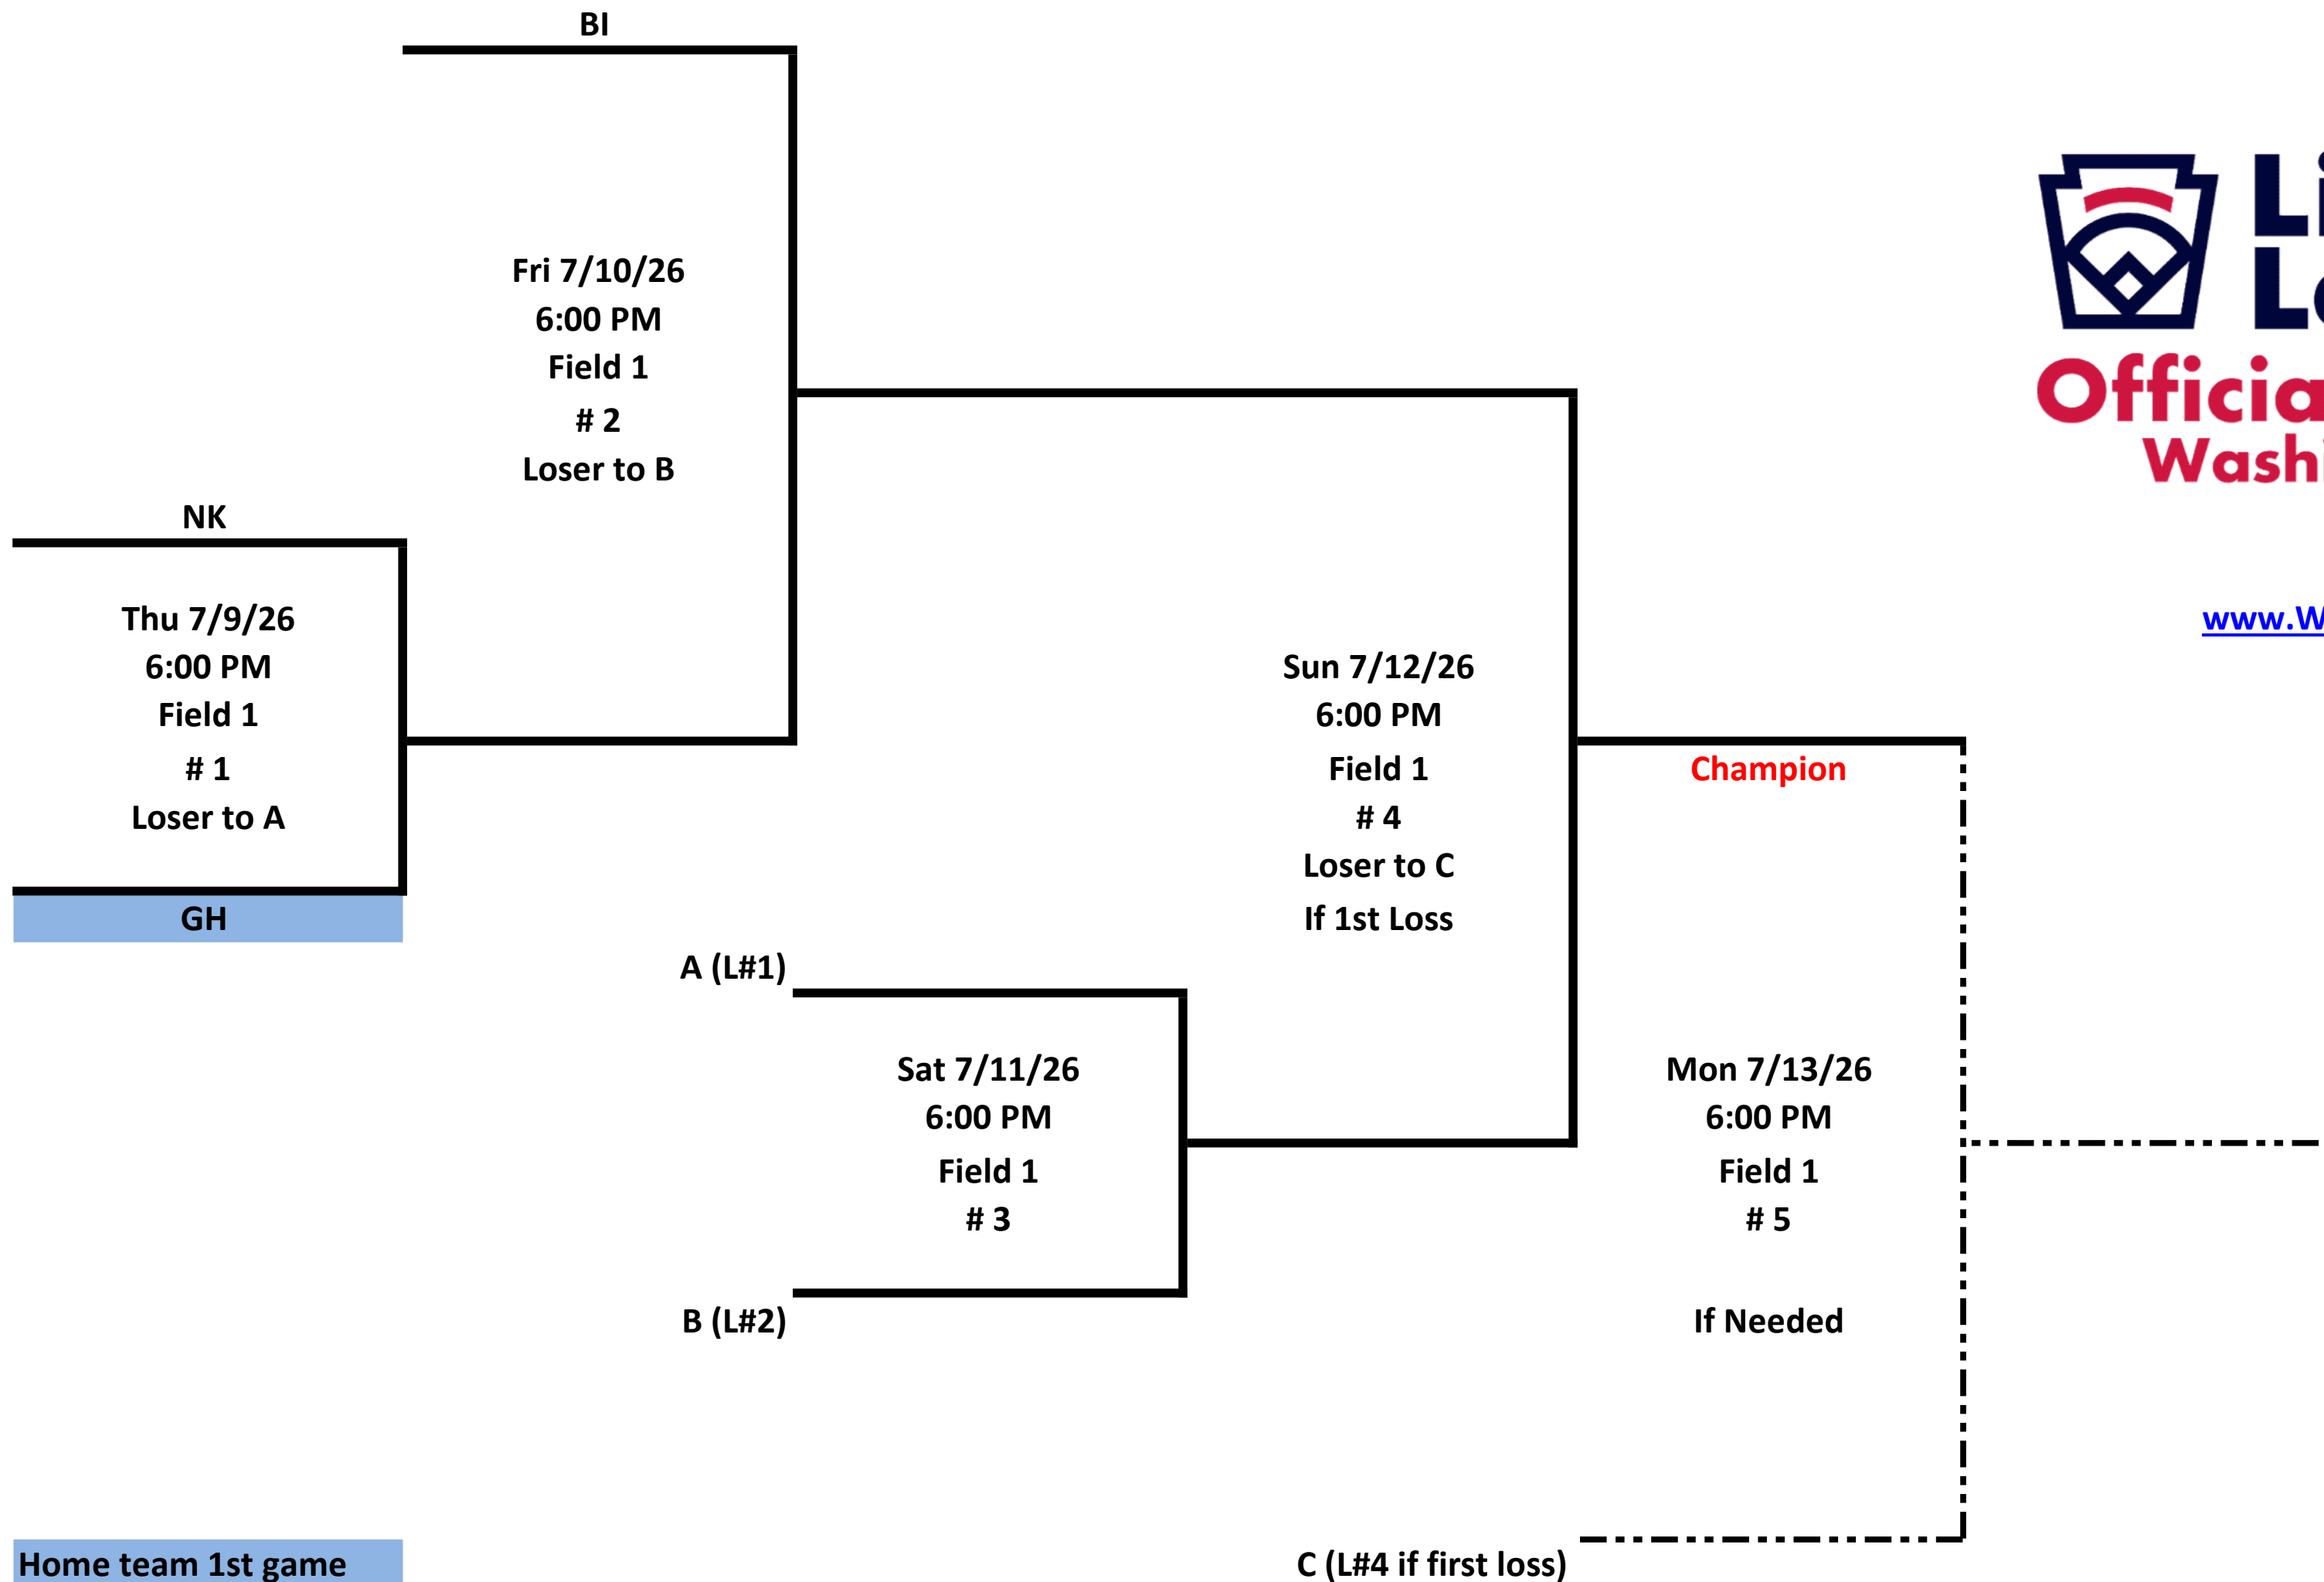 BI
Fri 7/10/26
6:00 PM
Field 1
# 2
Loser to B
NK
Thu 7/9/26
6:00 PM
Field 1
# 1
Loser to A
GH
Sun 7/12/26
6:00 PM
Field 1
# 4
Loser to C
If 1st Loss
Champion
A (L#1)
Sat 7/11/26
6:00 PM
Field 1
# 3
B (L#2)
Mon 7/13/26
6:00 PM
Field 1
# 5
If Needed
Home team 1st game
C (L#4 if first loss)